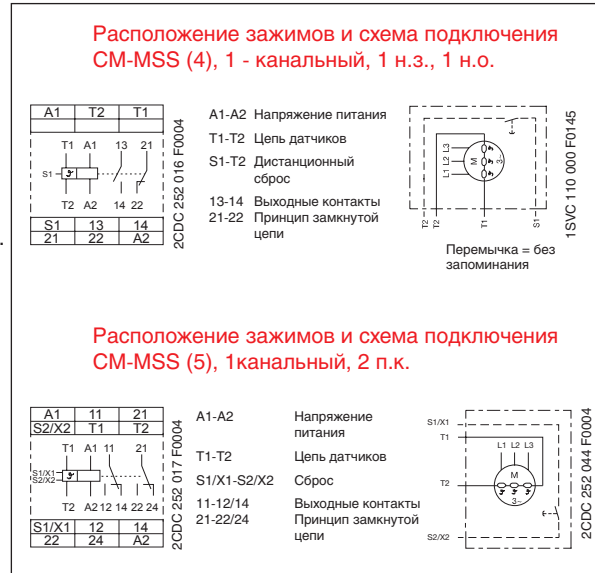 Расположение зажимов и схема подключения
CM-MSS (4), 1 - канальный, 1 н.з., 1 н.о.
A1 T2 T1
T1 A1 13 21
S1
T2 A2 14 22
S1 13 14
21 22 A2
2CDC 252 016 F0004
A1-A2 Напряжение питания
T1-T2 Цепь датчиков
S1-T2 Дистанционный
сброс
13-14 Выходные контакты
21-22 Принцип замкнутой
цепи
L1 L2 L3
M
3~
T2 T2 T1 S1
1SVC 110 000 F0145
Перемычка = без
запоминания
Расположение зажимов и схема подключения
CM-MSS (5), 1канальный, 2 п.к.
A1 11 21
S2/X2 T1 T2
T1 A1 11 21
S1/X1
S2/X2
T2 A2 12 14 22 24
S1/X1 12 14
22 24 A2
2CDC 252 017 F0004
A1-A2 Напряжение
питания
T1-T2 Цепь датчиков
S1/X1-S2/X2 Сброс
11-12/14 Выходные контакты
21-22/24 Принцип замкнутой
цепи
S1/X1
T1
L1 L2 L3
M
T2
3~
S2/X2
2CDC 252 044 F0004